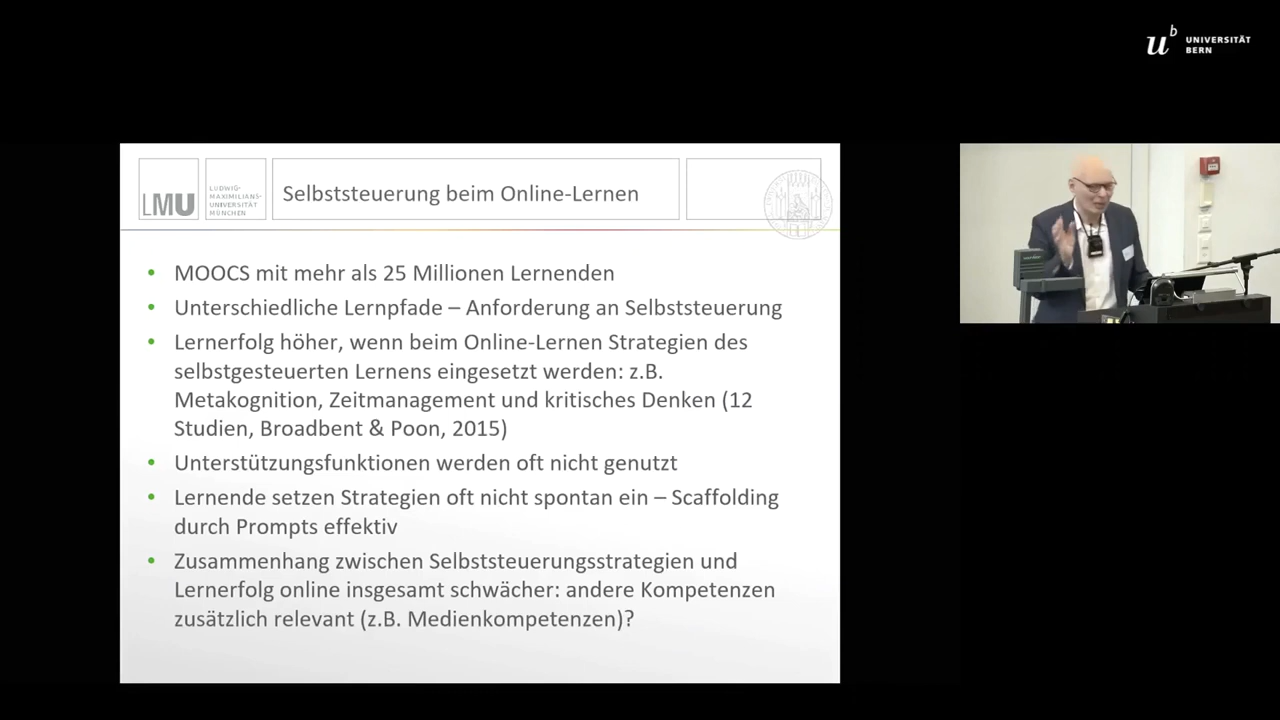 u
b
UNIVERSITÄT
BERN
LMU
LUDWIG-
MAXIMILIANS-
UNIVERSITÄT
MÜNCHEN
Selbststeuerung beim Online-Lernen
• MOOCS mit mehr als 25 Millionen Lernenden
• Unterschiedliche Lernpfade – Anforderung an Selbststeuerung
• Lernerfolg höher, wenn beim Online-Lernen Strategien des
selbstgesteuerten Lernens eingesetzt werden: z.B.
Metakognition, Zeitmanagement und kritisches Denken (12
Studien, Broadbent & Poon, 2015)
• Unterstützungsfunktionen werden oft nicht genutzt
• Lernende setzen Strategien oft nicht spontan ein – Scaffolding
durch Prompts effektiv
• Zusammenhang zwischen Selbststeuerungsstrategien und
Lernerfolg online insgesamt schwächer: andere Kompetenzen
zusätzlich relevant (z.B. Medienkompetenzen)?